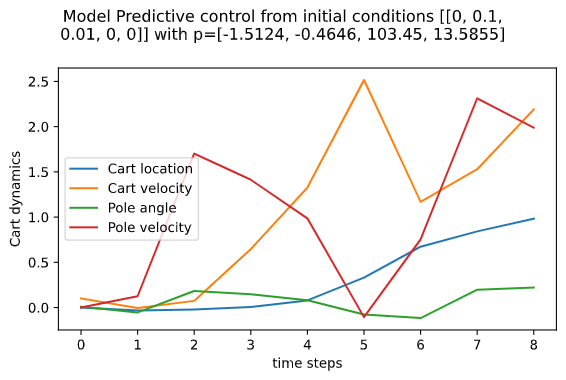 Model Predictive control from initial conditions [[0, 0.1,
0.01, 0, 0]] with p=[-1.5124, -0.4646, 103.45, 13.5855]
Cart dynamics
2.5
2.0
1.5
1.0
0.5
0.0
Cart location
Cart velocity
Pole angle
Pole velocity
0 1 2 3 4 5 6 7 8
time steps